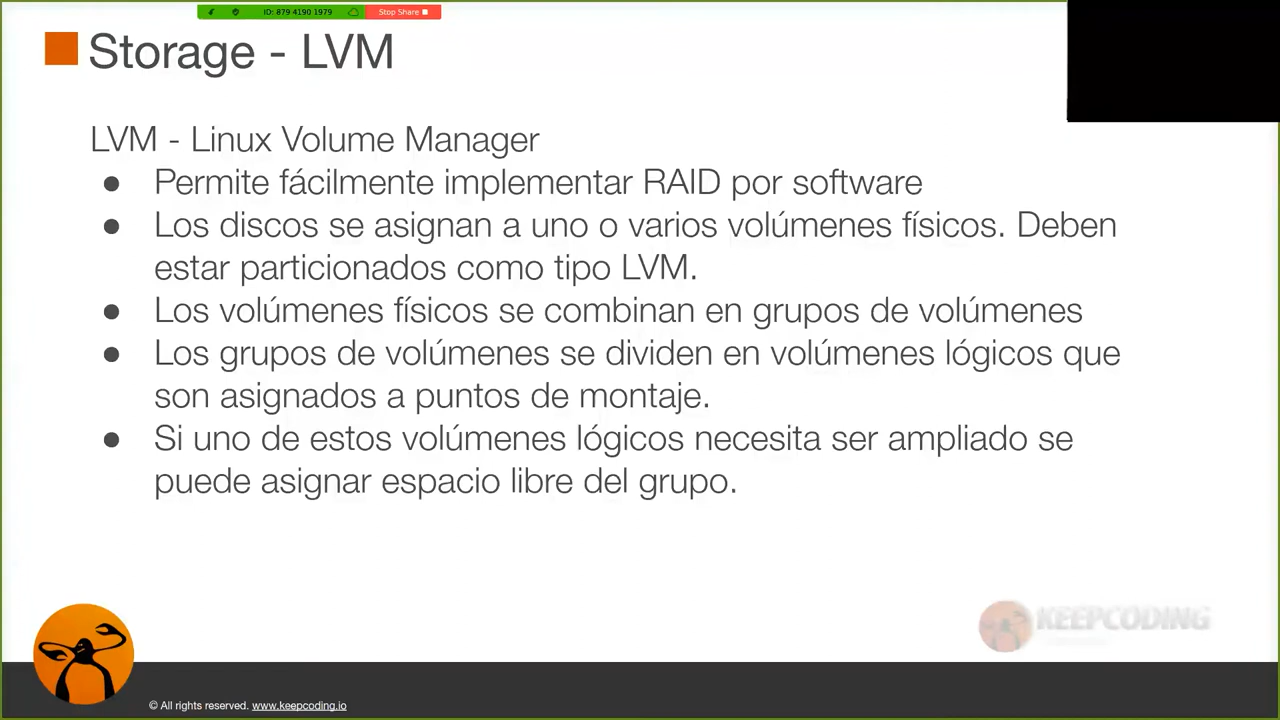 ID: 879 4190 1979
Stop Share
Storage - LVM
LVM - Linux Volume Manager
● Permite fácilmente implementar RAID por software
● Los discos se asignan a uno o varios volúmenes físicos. Deben
estar particionados como tipo LVM.
● Los volúmenes físicos se combinan en grupos de volúmenes
● Los grupos de volúmenes se dividen en volúmenes lógicos que
son asignados a puntos de montaje.
● Si uno de estos volúmenes lógicos necesita ser ampliado se
puede asignar espacio libre del grupo.
KEEPCODING
© All rights reserved. www.keepcoding.io